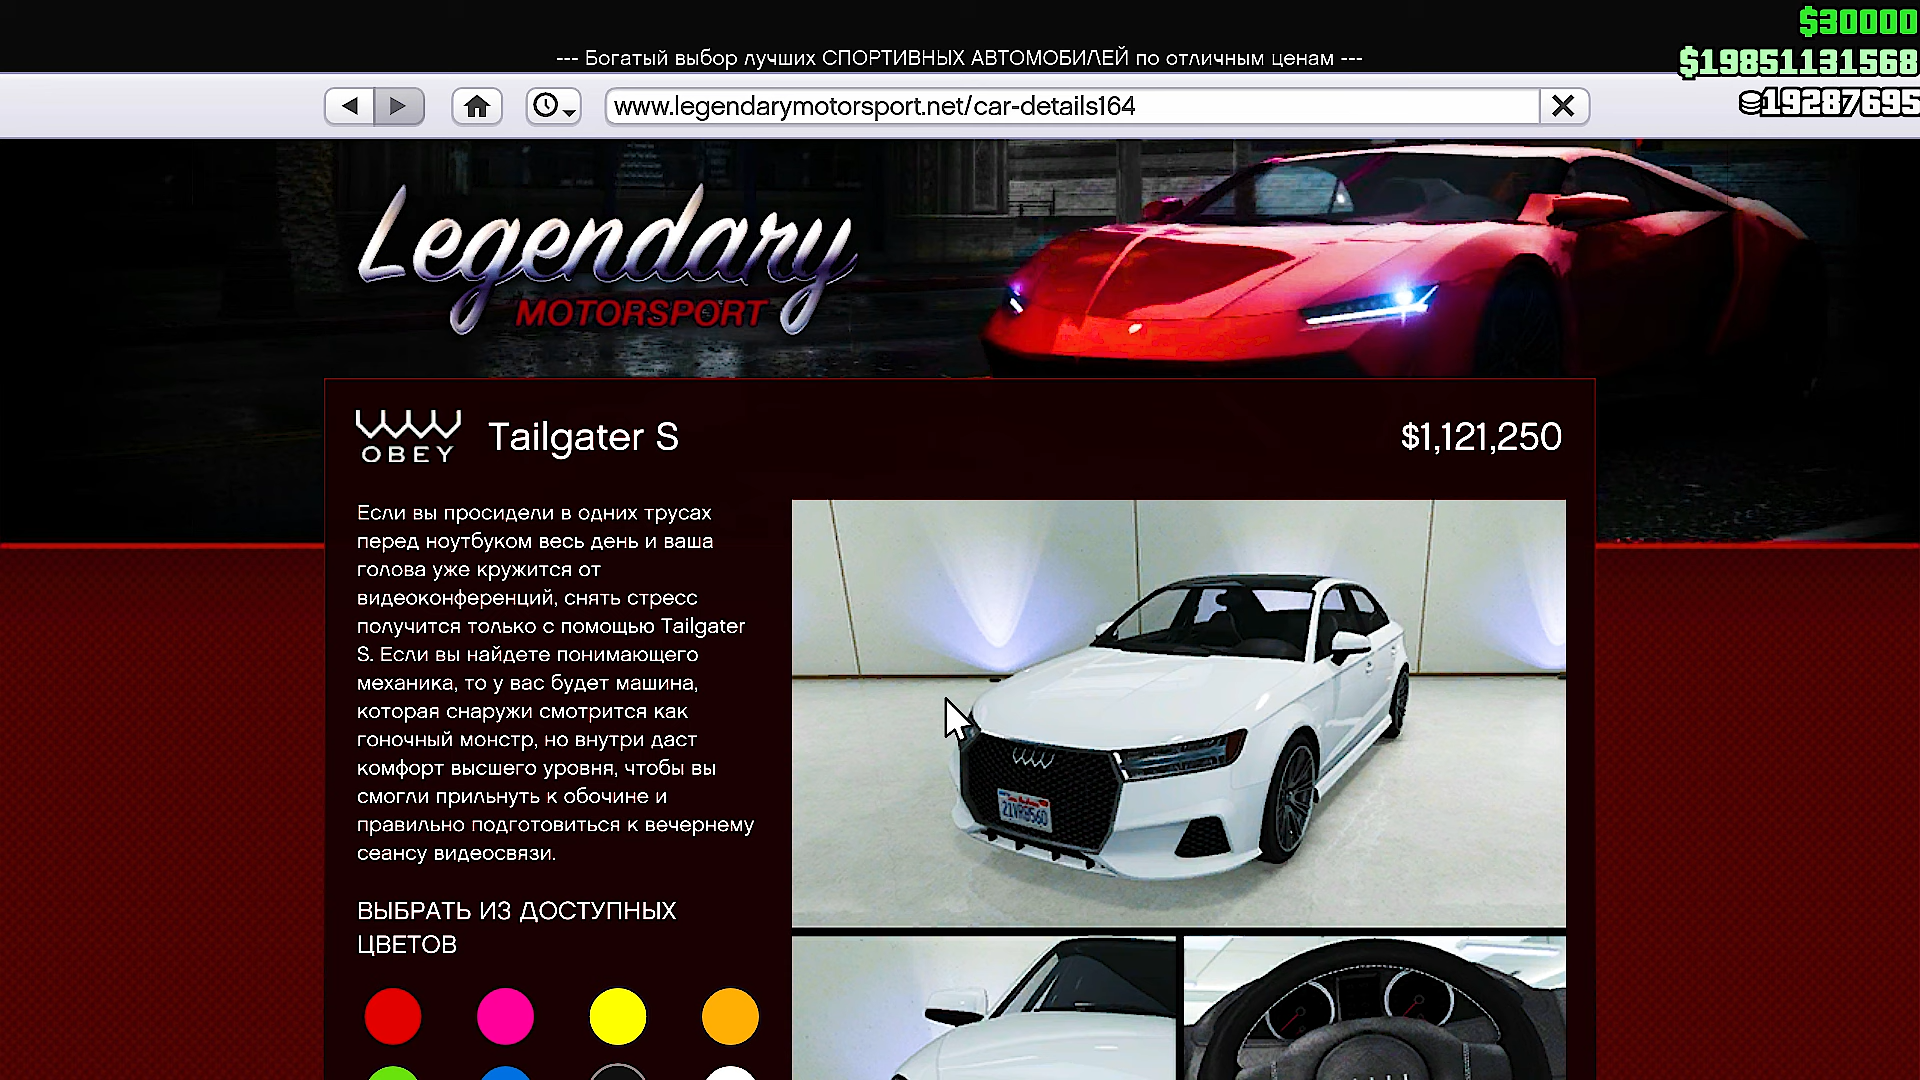 $30000
--- Богатый выбор лучших СПОРТИВНЫХ АВТОМОБИЛЕЙ по отличным ценам ---
$19851131568
www.legendarymotorsport.net/car-details164
19287695
Legendary
MOTORSPORT
OBEY
Tailgater S
$1,121,250
Если вы просидели в одних трусах
перед ноутбуком весь день и ваша
голова уже кружится от
видеоконференций, снять стресс
получится только с помощью Tailgater
S. Если вы найдете понимающего
механика, то у вас будет машина,
которая снаружи смотрится как
гоночный монстр, но внутри даст
комфорт высшего уровня, чтобы вы
смогли прильнуть к обочине и
правильно подготовиться к вечернему
сеансу видеосвязи.
ВЫБРАТЬ ИЗ ДОСТУПНЫХ
ЦВЕТОВ